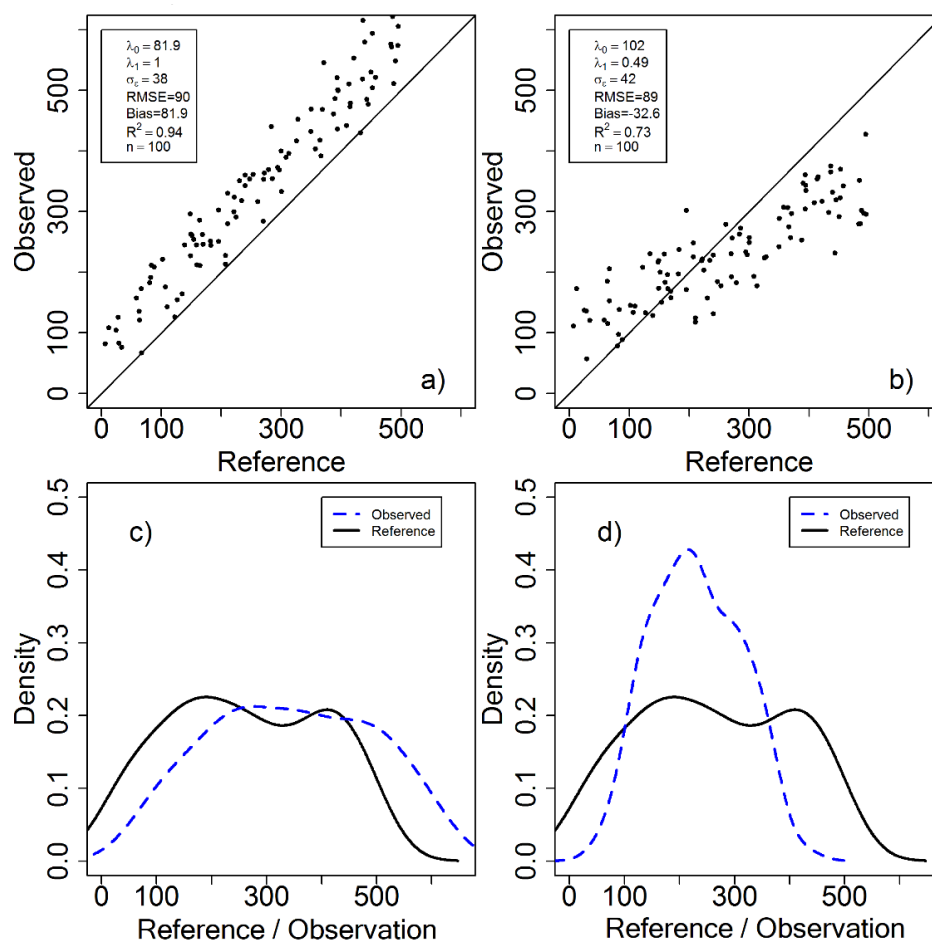 λ₀ = 81.9
λ₁ = 1
σε = 38
RMSE=90
Bias=81.9
R² = 0.94
n = 100
Observed
0 100 300 500
a)
0 100 300 500
Reference
λ₀ = 102
λ₁ = 0.49
σε = 42
RMSE=89
Bias=-32.6
R² = 0.73
n = 100
Observed
0 100 300 500
b)
0 100 300 500
Reference
c)
Observed
Reference
Density
0.0 0.1 0.2 0.3 0.4 0.5
0 100 300 500
Reference / Observation
d)
Observed
Reference
Density
0.0 0.1 0.2 0.3 0.4 0.5
0 100 300 500
Reference / Observation